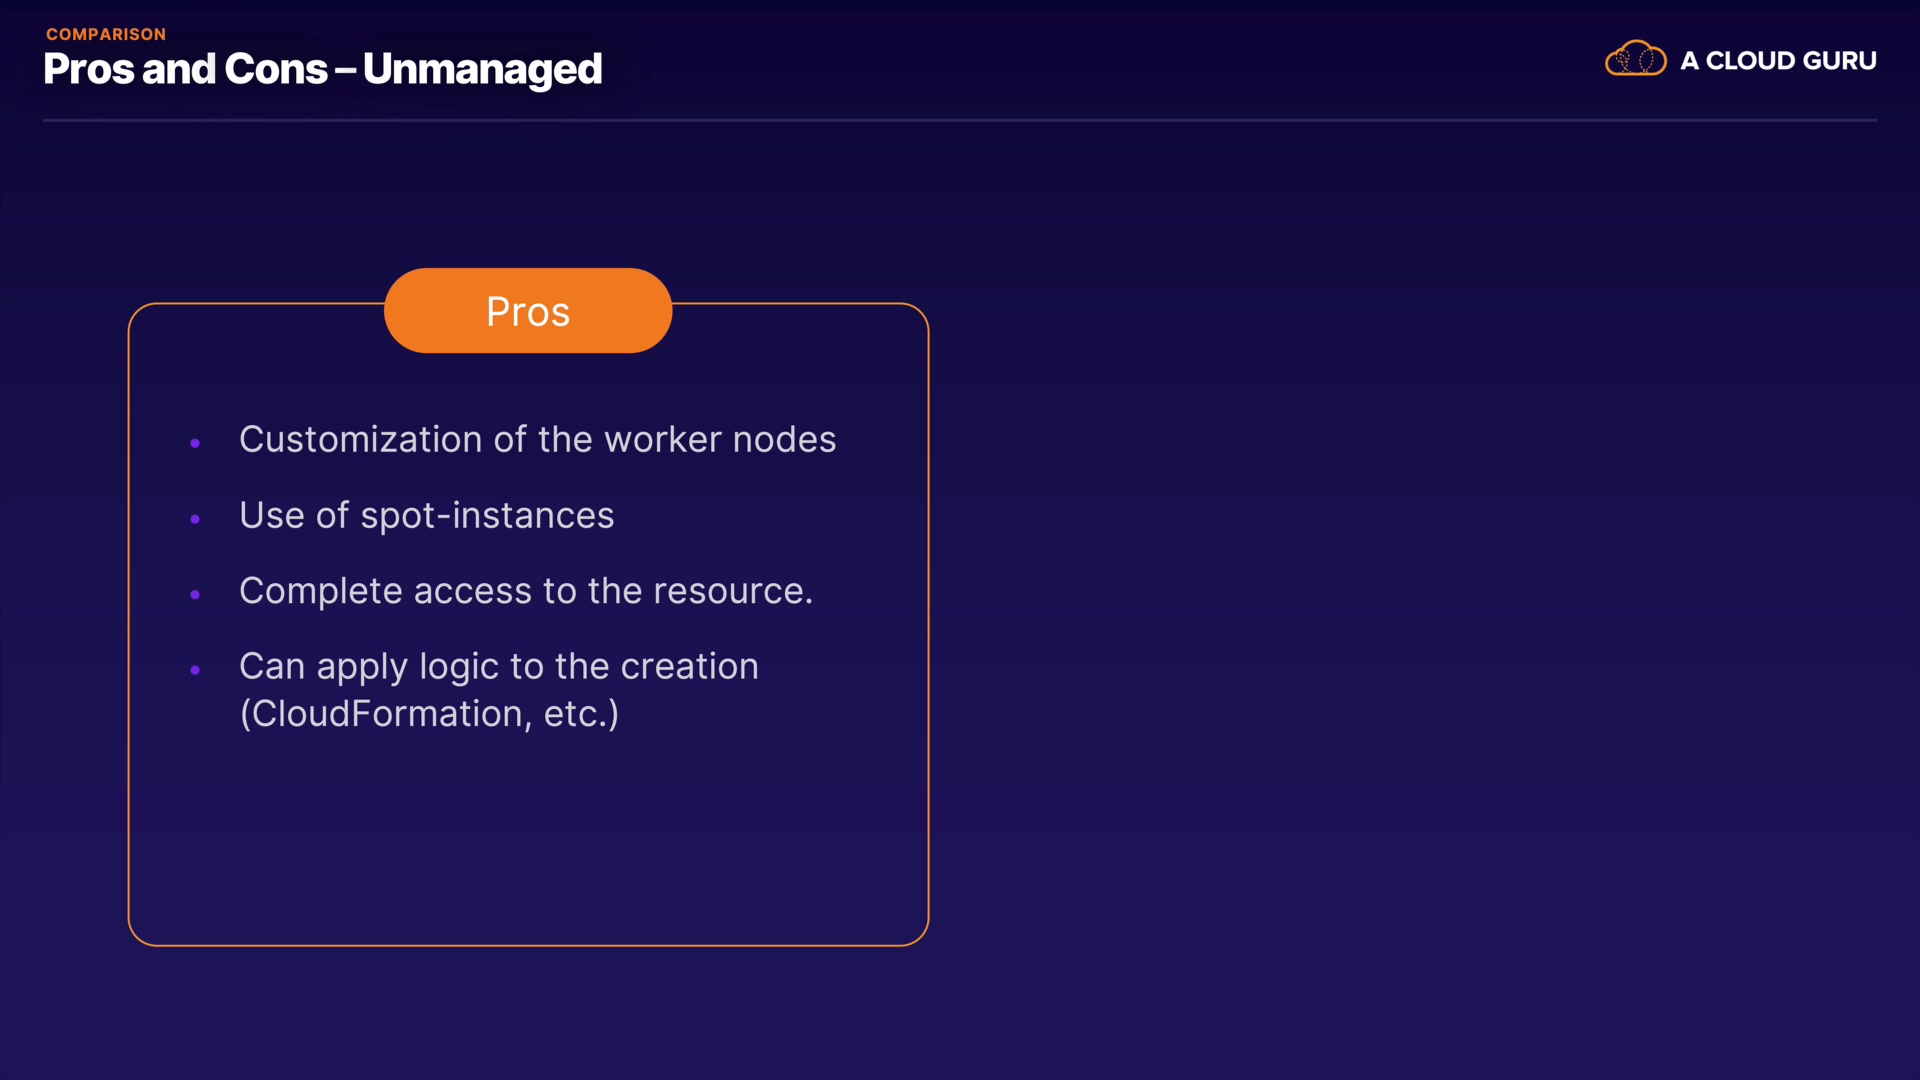 COMPARISON
Pros and Cons – Unmanaged
A CLOUD GURU
Pros
• Customization of the worker nodes
• Use of spot-instances
• Complete access to the resource.
• Can apply logic to the creation
(CloudFormation, etc.)